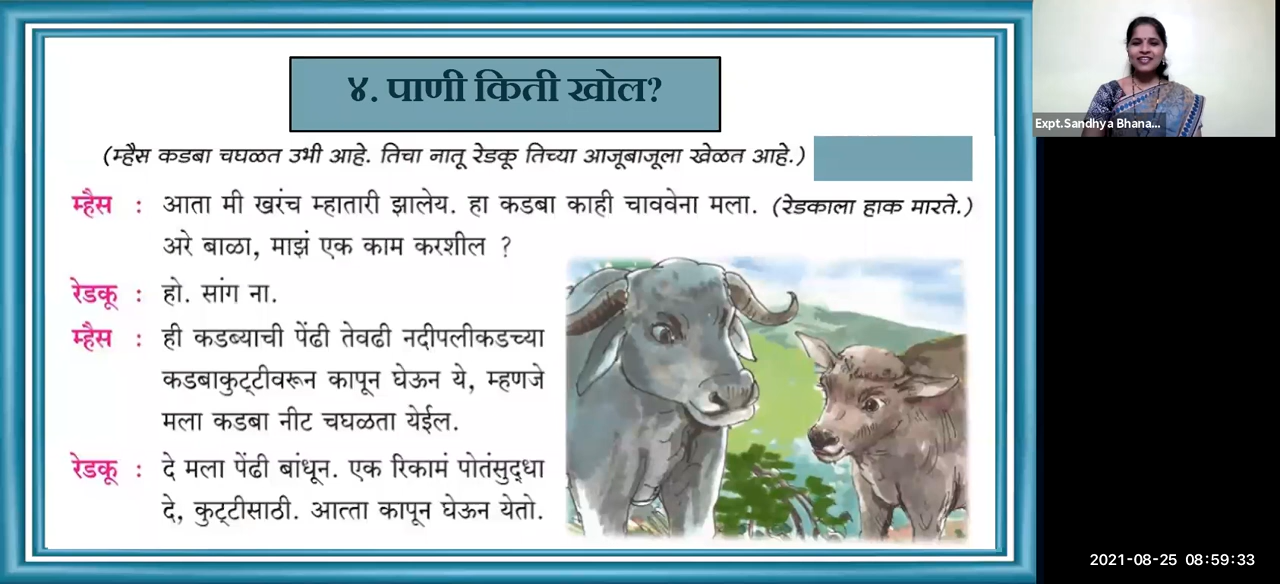 ४. पाणी किती खोल?
Expt.Sandhya Bhana...
(म्हैस कडबा चघळत उभी आहे. तिचा नातू रेडकू तिच्या आजूबाजूला खेळत आहे.)
म्हैस : आता मी खरंच म्हातारी झालेय. हा कडबा काही चाववेना मला. (रेडकाला हाक मारते.)
अरे बाळा, माझं एक काम करशील ?
रेडकू : हो. सांग ना.
म्हैस : ही कडब्याची पेंढी तेवढी नदीपलीकडच्या
कडबाकुट्टीवरून कापून घेऊन ये, म्हणजे
मला कडबा नीट चघळता येईल.
रेडकू : दे मला पेंढी बांधून. एक रिकामं पोतंसुद्धा
दे, कुट्टीसाठी. आत्ता कापून घेऊन येतो.
2021-08-25 08:59:33